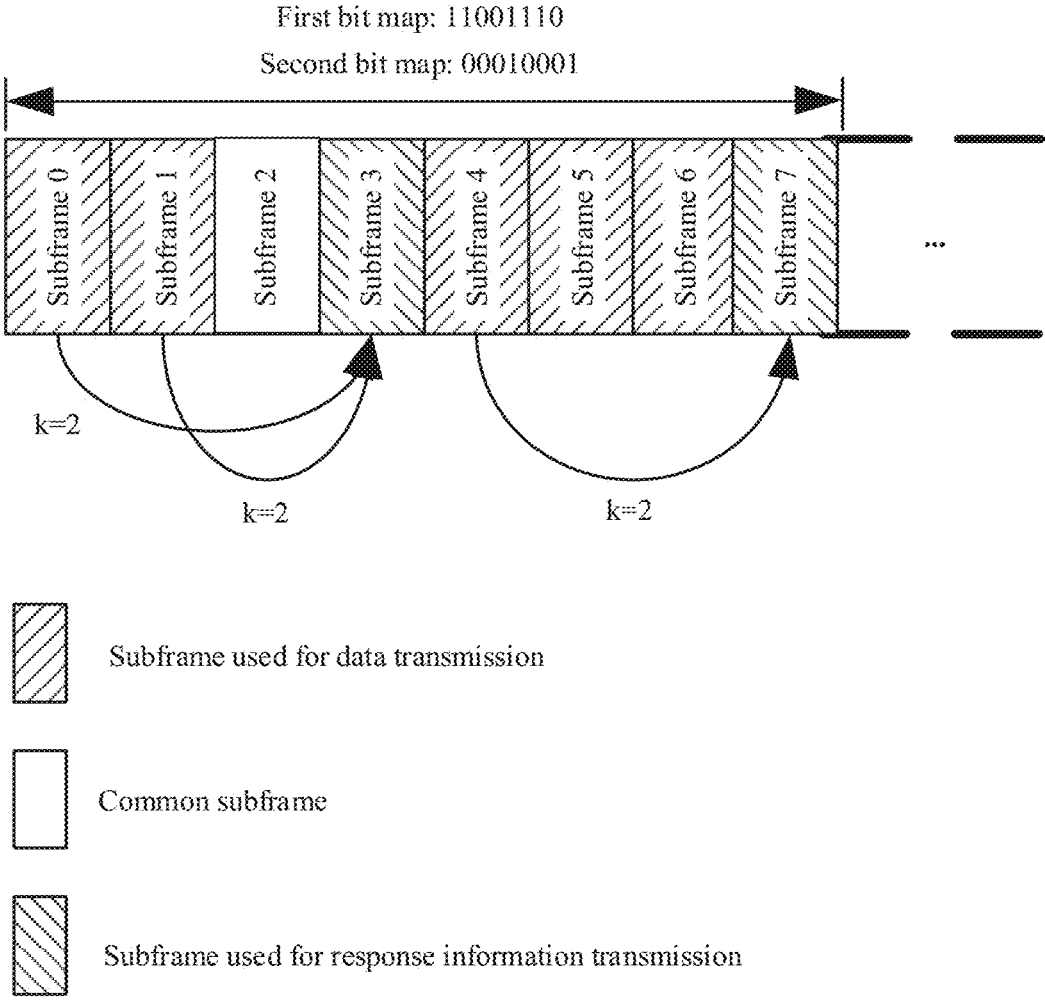 First bit map: 11001110
Second bit map: 00010001
Subframe 0
Subframe 1
Subframe 2
Subframe 3
Subframe 4
Subframe 5
Subframe 6
Subframe 7
...
k=2
k=2
k=2
Subframe used for data transmission
Common subframe
Subframe used for response information transmission